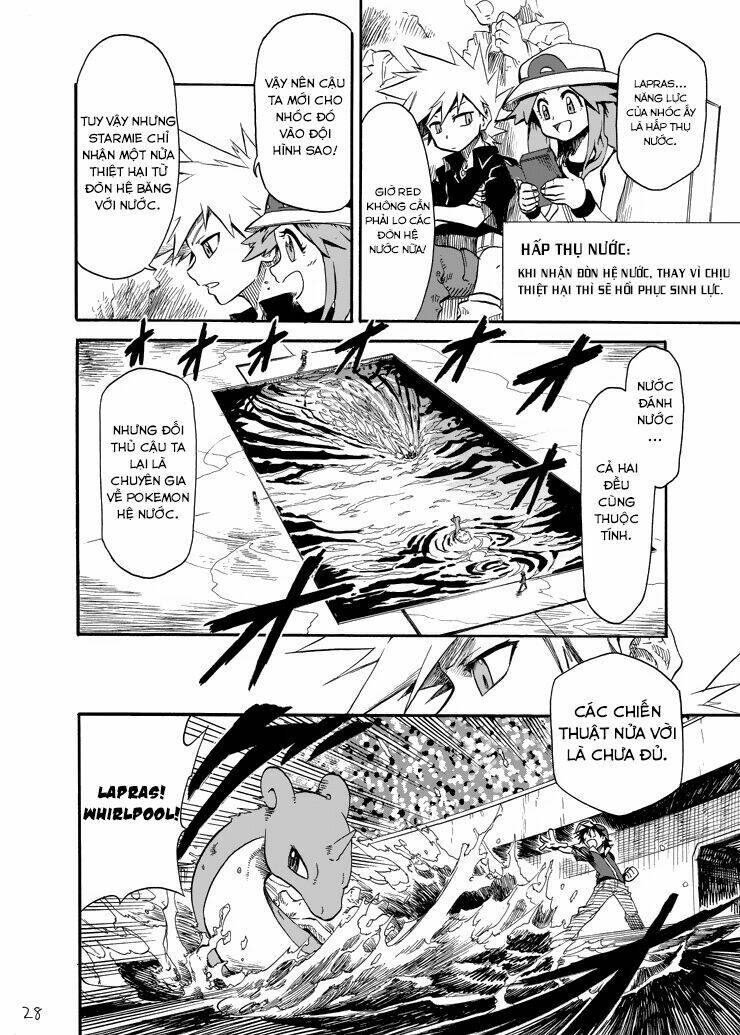 LAPRAS...
NĂNG LỰC
CỦA NHÓC ẤY
LÀ HẤP THỤ
NƯỚC.
GIỜ RED
KHÔNG CẦN
PHẢI LO CÁC
ĐÒN HỆ
NƯỚC NỮA!
HẤP THỤ NƯỚC:
KHI NHẬN ĐÒN HỆ NƯỚC, THAY VÌ CHỊU
THIỆT HẠI THÌ SẼ HỒI PHỤC SINH LỰC.
VẬY NÊN CẬU
TA MỚI CHO
NHÓC ĐÓ
VÀO ĐỘI
HÌNH SAO!
TUY VẬY NHƯNG
STARMIE CHỈ
NHẬN MỘT NỬA
THIỆT HẠI TỪ
ĐÒN HỆ BĂNG
VỚI NƯỚC.
NƯỚC
ĐÁNH
NƯỚC
...
CẢ HAI
ĐỀU
CÙNG
THUỘC
TÍNH.
NHƯNG ĐỐI
THỦ CẬU TA
LẠI LÀ
CHUYÊN GIA
VỀ POKEMON
HỆ NƯỚC.
CÁC CHIẾN
THUẬT NỬA VỜI
LÀ CHƯA ĐỦ.
LAPRAS!
WHIRLPOOL!
28